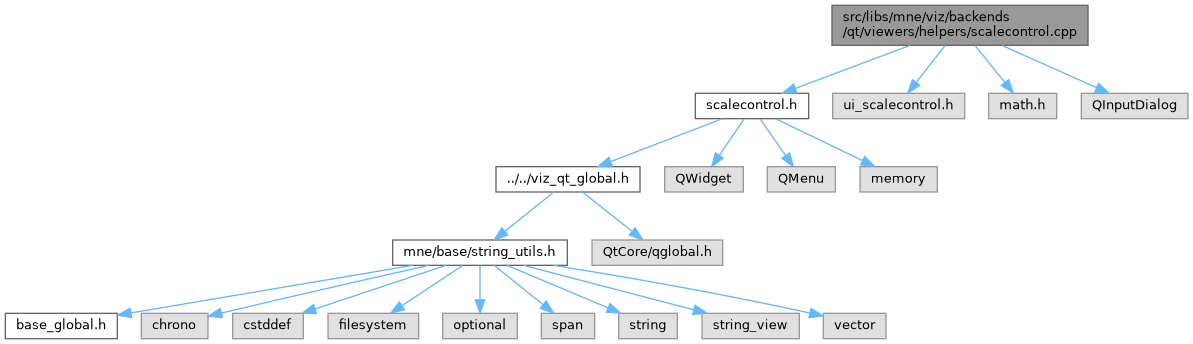 src/libs/mne/viz/backends
/qt/viewers/helpers/scalecontrol.cpp
scalecontrol.h
ui_scalecontrol.h
math.h
QInputDialog
../../viz_qt_global.h
QWidget
QMenu
memory
mne/base/string_utils.h
QtCore/qglobal.h
base_global.h
chrono
cstddef
filesystem
optional
span
string
string_view
vector